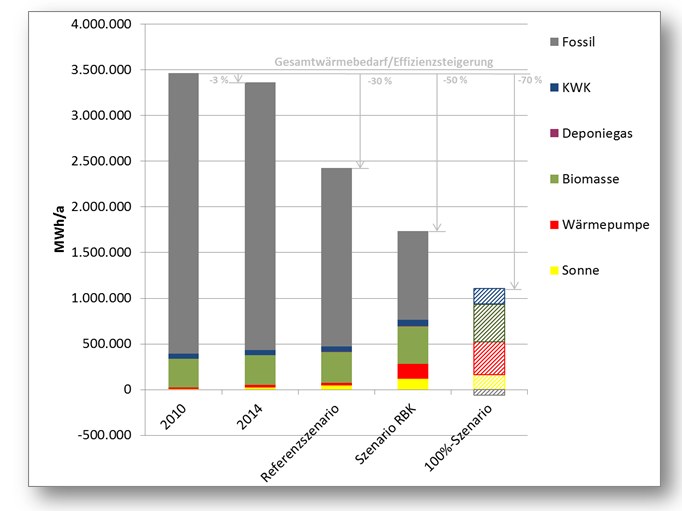 4.000.000
3.500.000
3.000.000
2.500.000
2.000.000
1.500.000
1.000.000
500.000
0
-500.000
MWh/a
Gesamtwärmebedarf/Effizienzsteigerung
-3 %
-30 %
-50 %
-70 %
2010
2014
Referenzszenario
Szenario RBK
100%-Szenario
Fossil
KWK
Deponiegas
Biomasse
Wärmepumpe
Sonne